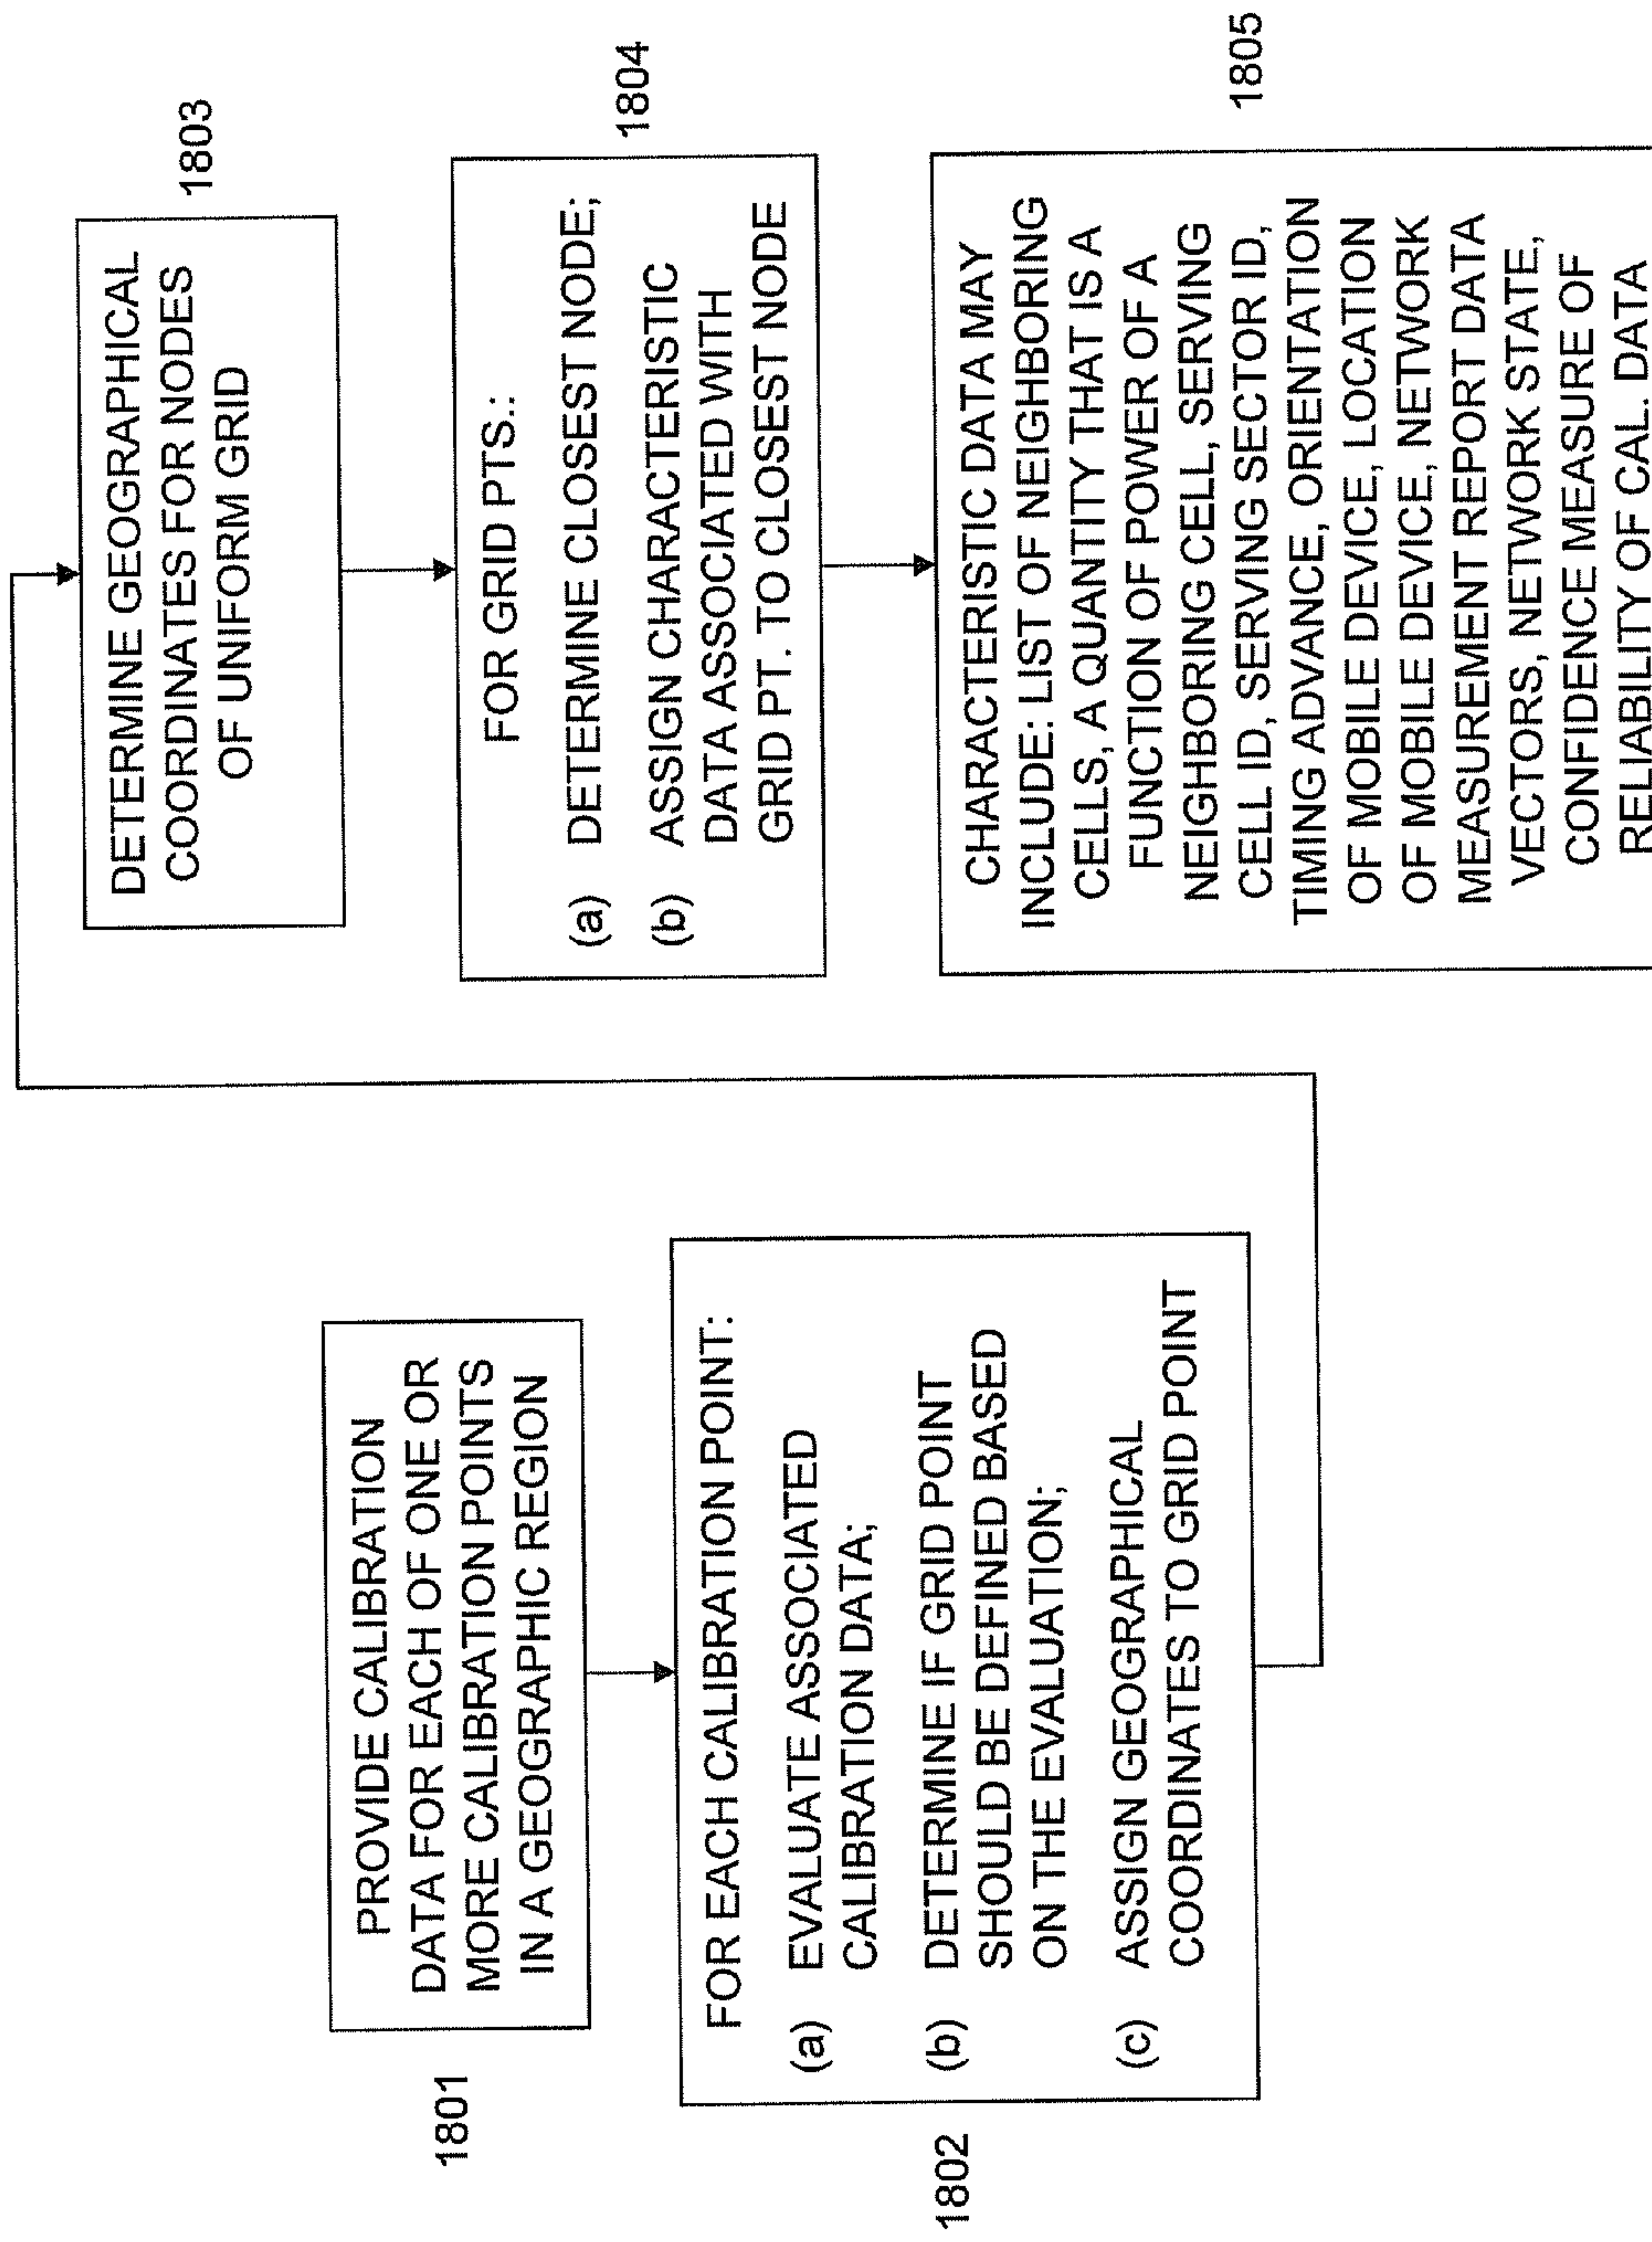 1801
PROVIDE CALIBRATION
DATA FOR EACH OF ONE OR
MORE CALIBRATION POINTS
IN A GEOGRAPHIC REGION
1802
FOR EACH CALIBRATION POINT:
(a) EVALUATE ASSOCIATED
CALIBRATION DATA;
(b) DETERMINE IF GRID POINT
SHOULD BE DEFINED BASED
ON THE EVALUATION;
(c) ASSIGN GEOGRAPHICAL
COORDINATES TO GRID POINT
1803
DETERMINE GEOGRAPHICAL
COORDINATES FOR NODES
OF UNIFORM GRID
1804
FOR GRID PTS.:
(a) DETERMINE CLOSEST NODE;
(b) ASSIGN CHARACTERISTIC
DATA ASSOCIATED WITH
GRID PT. TO CLOSEST NODE
1805
CHARACTERISTIC DATA MAY
INCLUDE: LIST OF NEIGHBORING
CELLS, A QUANTITY THAT IS A
FUNCTION OF POWER OF A
NEIGHBORING CELL, SERVING
CELL ID, SERVING SECTOR ID,
TIMING ADVANCE, ORIENTATION
OF MOBILE DEVICE, LOCATION
OF MOBILE DEVICE, NETWORK
MEASUREMENT REPORT DATA
VECTORS, NETWORK STATE,
CONFIDENCE MEASURE OF
RELIABILITY OF CAL. DATA